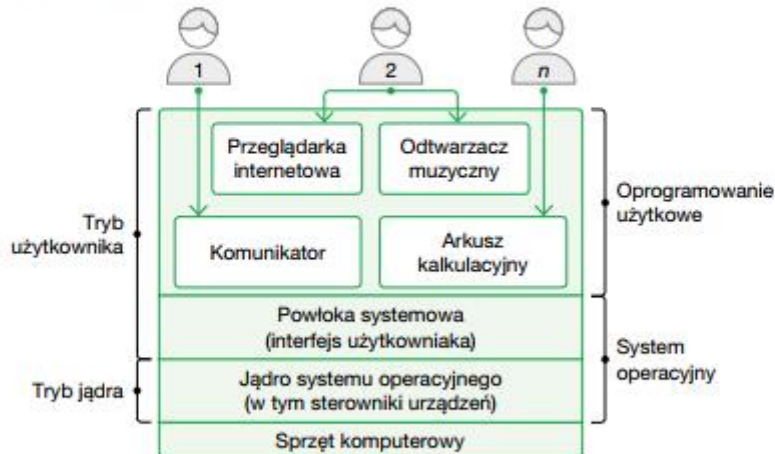 1
2
n
Przeglądarka
internetowa
Odtwarzacz
muzyczny
Tryb
użytkownika
Oprogramowanie
użytkowe
Komunikator
Arkusz
kalkulacyjny
Powłoka systemowa
(interfejs użytkowniaka)
System
operacyjny
Tryb jądra
Jądro systemu operacyjnego
(w tym sterowniki urządzeń)
Sprzęt komputerowy